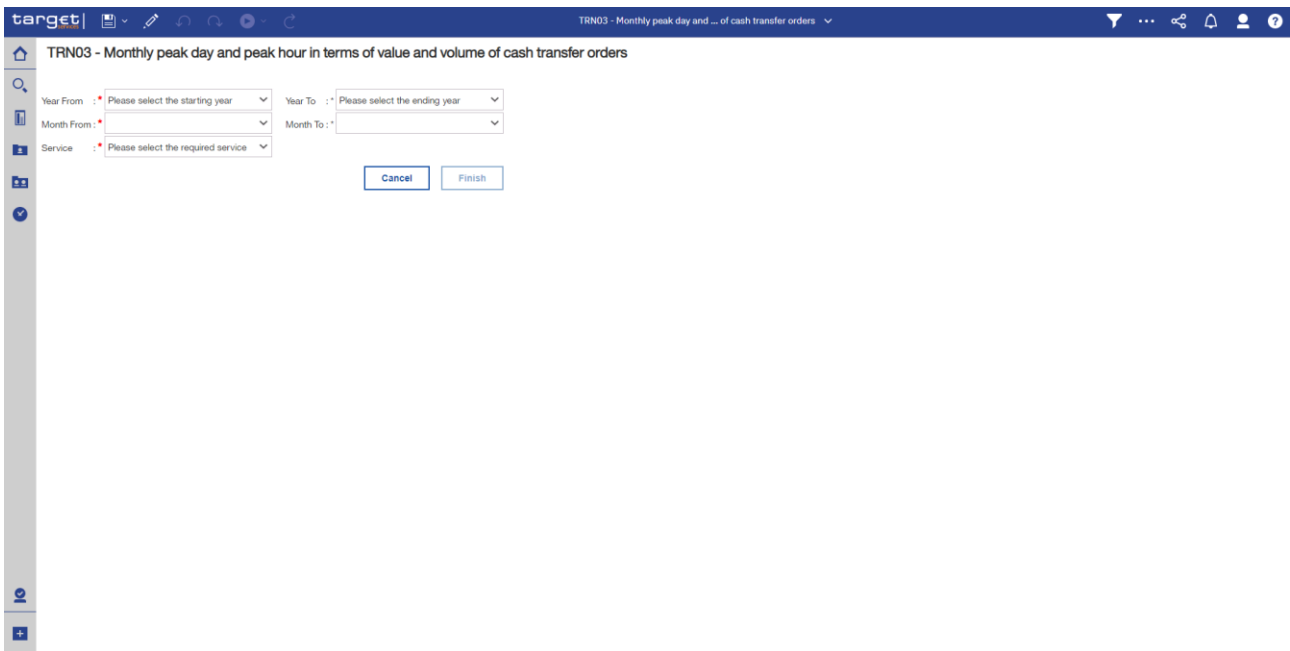 target|
services
TRN03 - Monthly peak day and ... of cash transfer orders
TRN03 - Monthly peak day and peak hour in terms of value and volume of cash transfer orders
Year From :* Please select the starting year Year To :* Please select the ending year
Month From :* Month To :*
Service :* Please select the required service
Cancel Finish